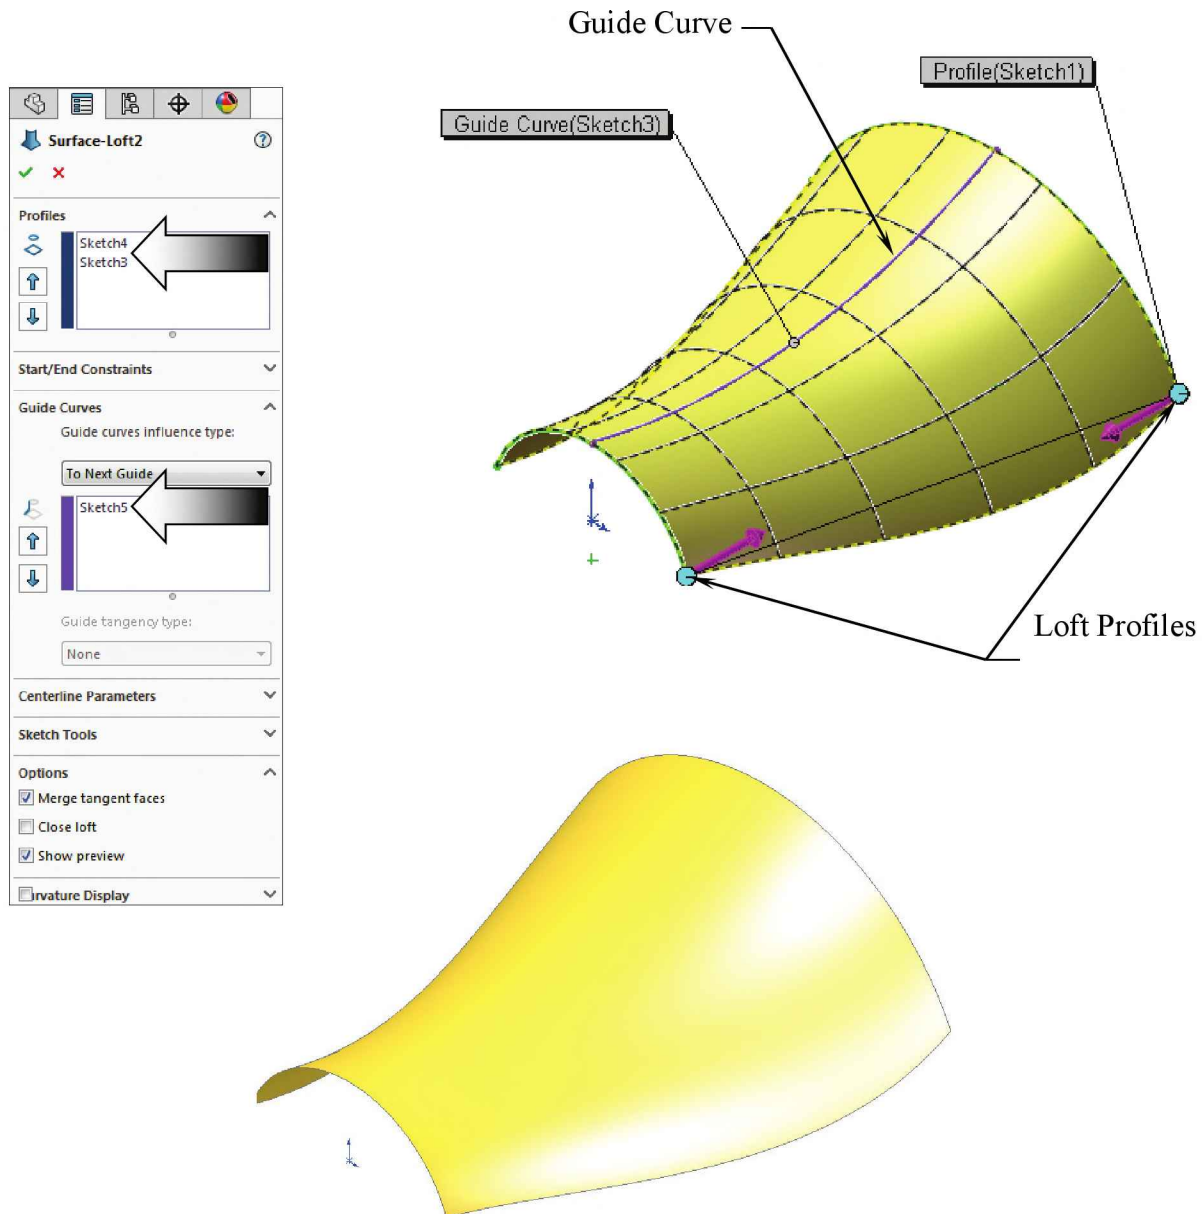 Guide Curve
Profile(Sketch1)
Guide Curve(Sketch3)
Loft Profiles
Surface-Loft2
?
Profiles
Sketch4
Sketch3
Start/End Constraints
Guide Curves
Guide curves influence type:
To Next Guide
Sketch5
Guide tangency type:
None
Centerline Parameters
Sketch Tools
Options
Merge tangent faces
Close loft
Show preview
rvature Display